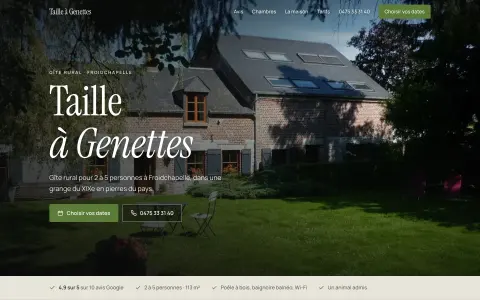 Taille à Genettes
Avis Chambres La maison Tarifs 0475 33 31 40 Choisir vos dates
GÎTE RURAL · FROIDCHAPELLE
Taille
à Genettes
Gîte rural pour 2 à 5 personnes à Froidchapelle, dans une
grange du XIXe en pierres du pays.
Choisir vos dates 0475 33 31 40
4,9 sur 5 sur 10 avis Google 2 à 5 personnes · 113 m² Poêle à bois, baignoire balnéo, Wi-Fi Un animal admis